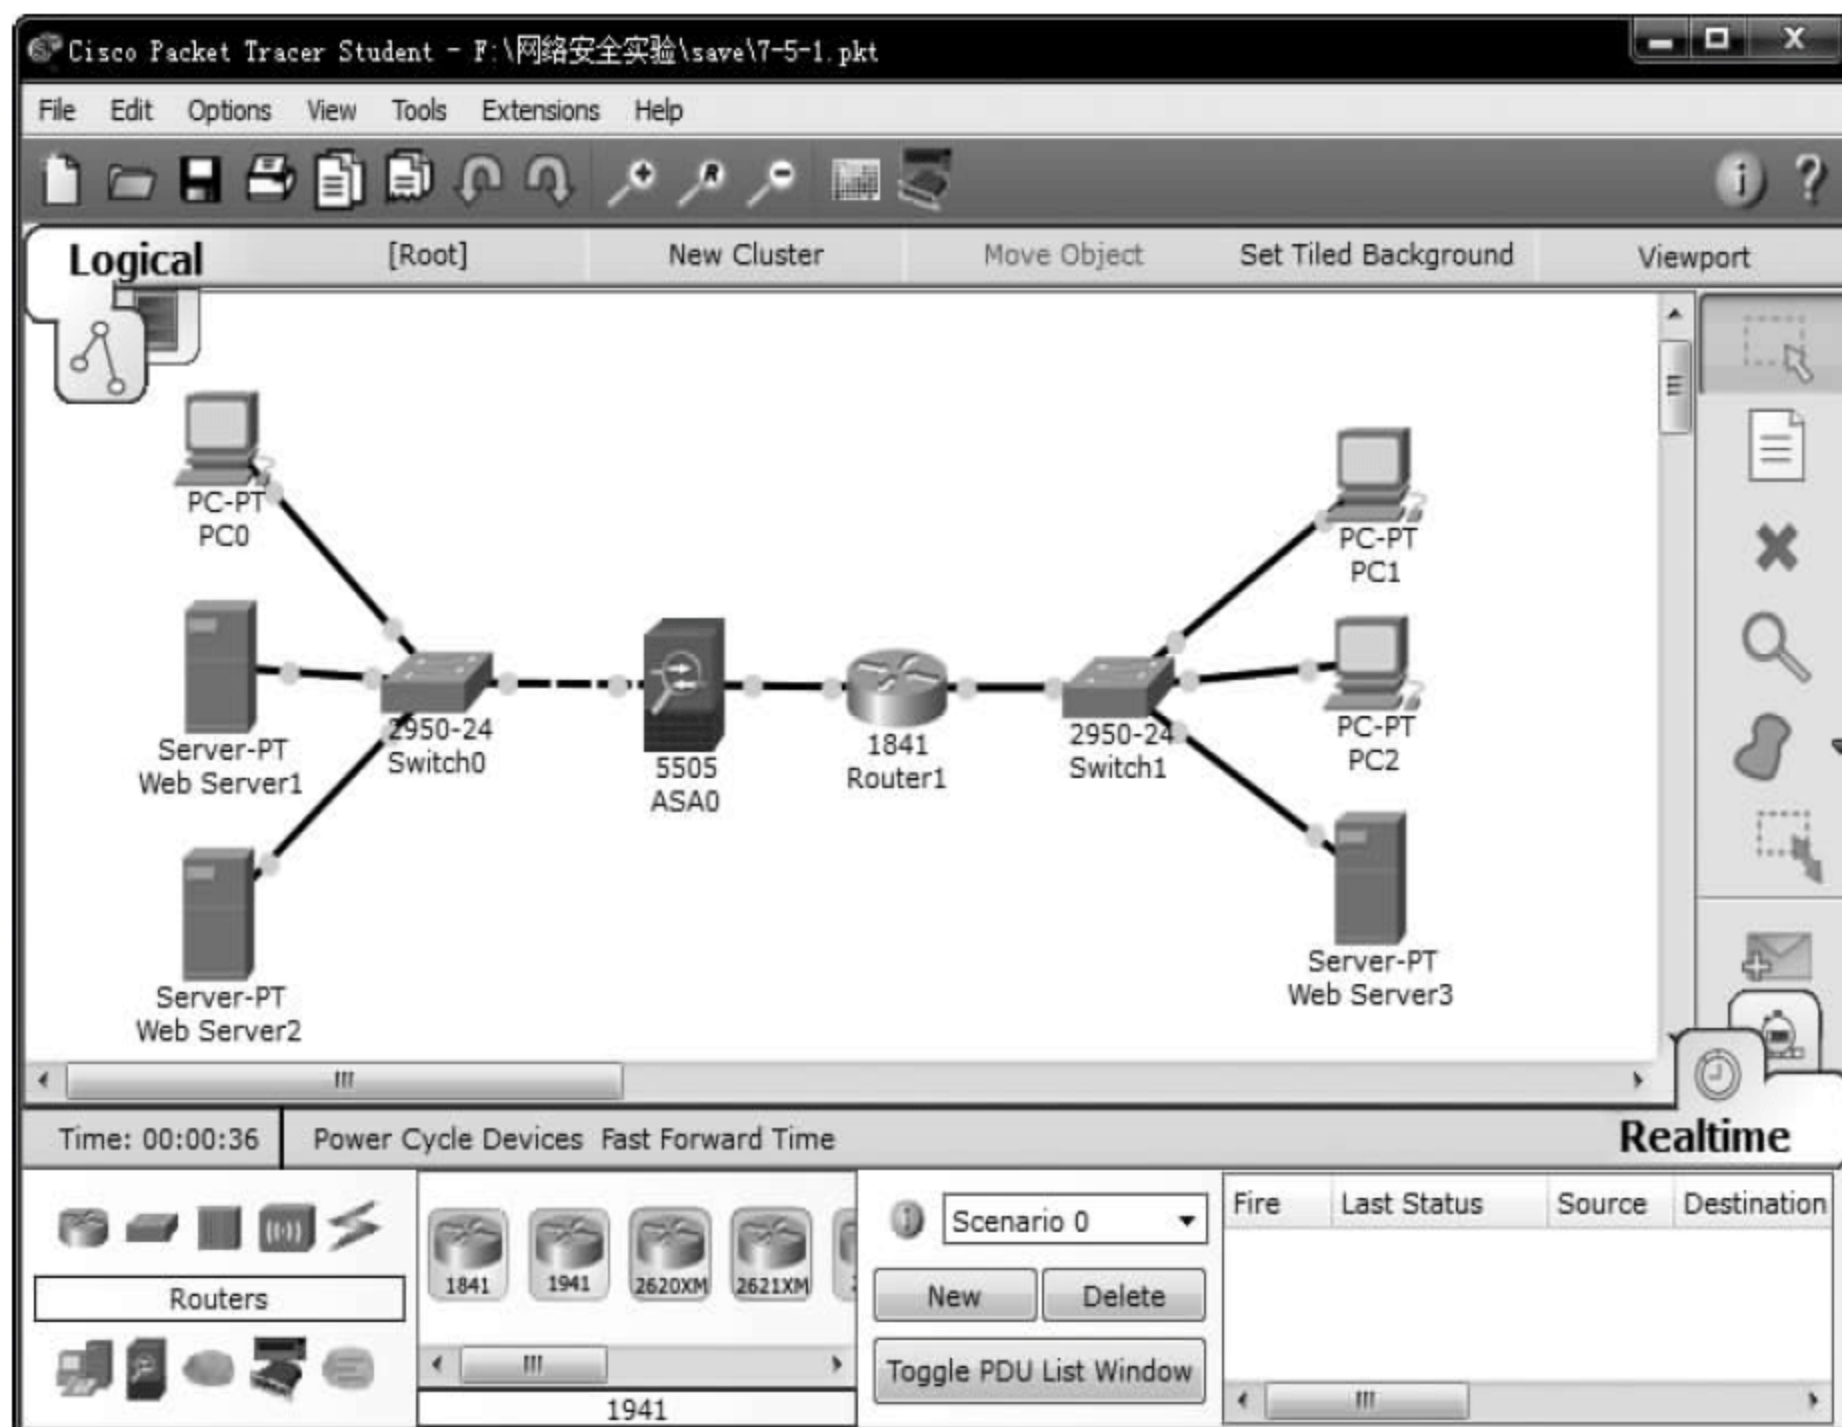 Cisco Packet Tracer Student - F:\网络安全实验\save\7-5-1.pkt
File Edit Options View Tools Extensions Help
Logical [Root] New Cluster Move Object Set Tiled Background Viewport
PC-PT
PC0
Server-PT
Web Server1
Server-PT
Web Server2
2950-24
Switch0
5505
ASA0
1841
Router1
2950-24
Switch1
PC-PT
PC1
PC-PT
PC2
Server-PT
Web Server3
Time: 00:00:36 Power Cycle Devices Fast Forward Time Realtime
Routers
1841 1941 2620XM 2621XM
1941
Scenario 0
New Delete
Toggle PDU List Window
Fire Last Status Source Destination